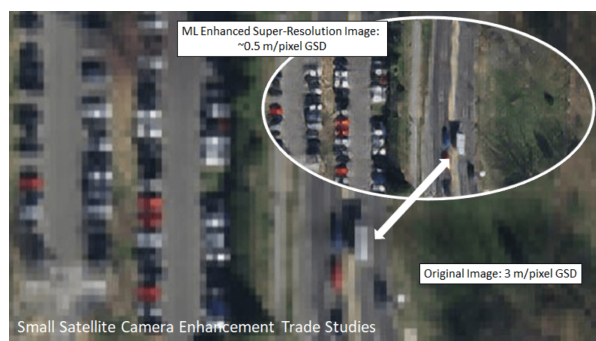 ML Enhanced Super-Resolution Image:
~0.5 m/pixel GSD
Original Image: 3 m/pixel GSD
Small Satellite Camera Enhancement Trade Studies